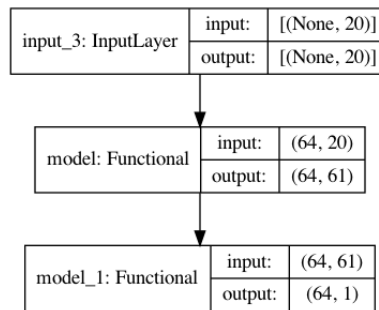 input_3: InputLayer input: [(None, 20)]
output: [(None, 20)]
model: Functional input: (64, 20)
output: (64, 61)
model_1: Functional input: (64, 61)
output: (64, 1)